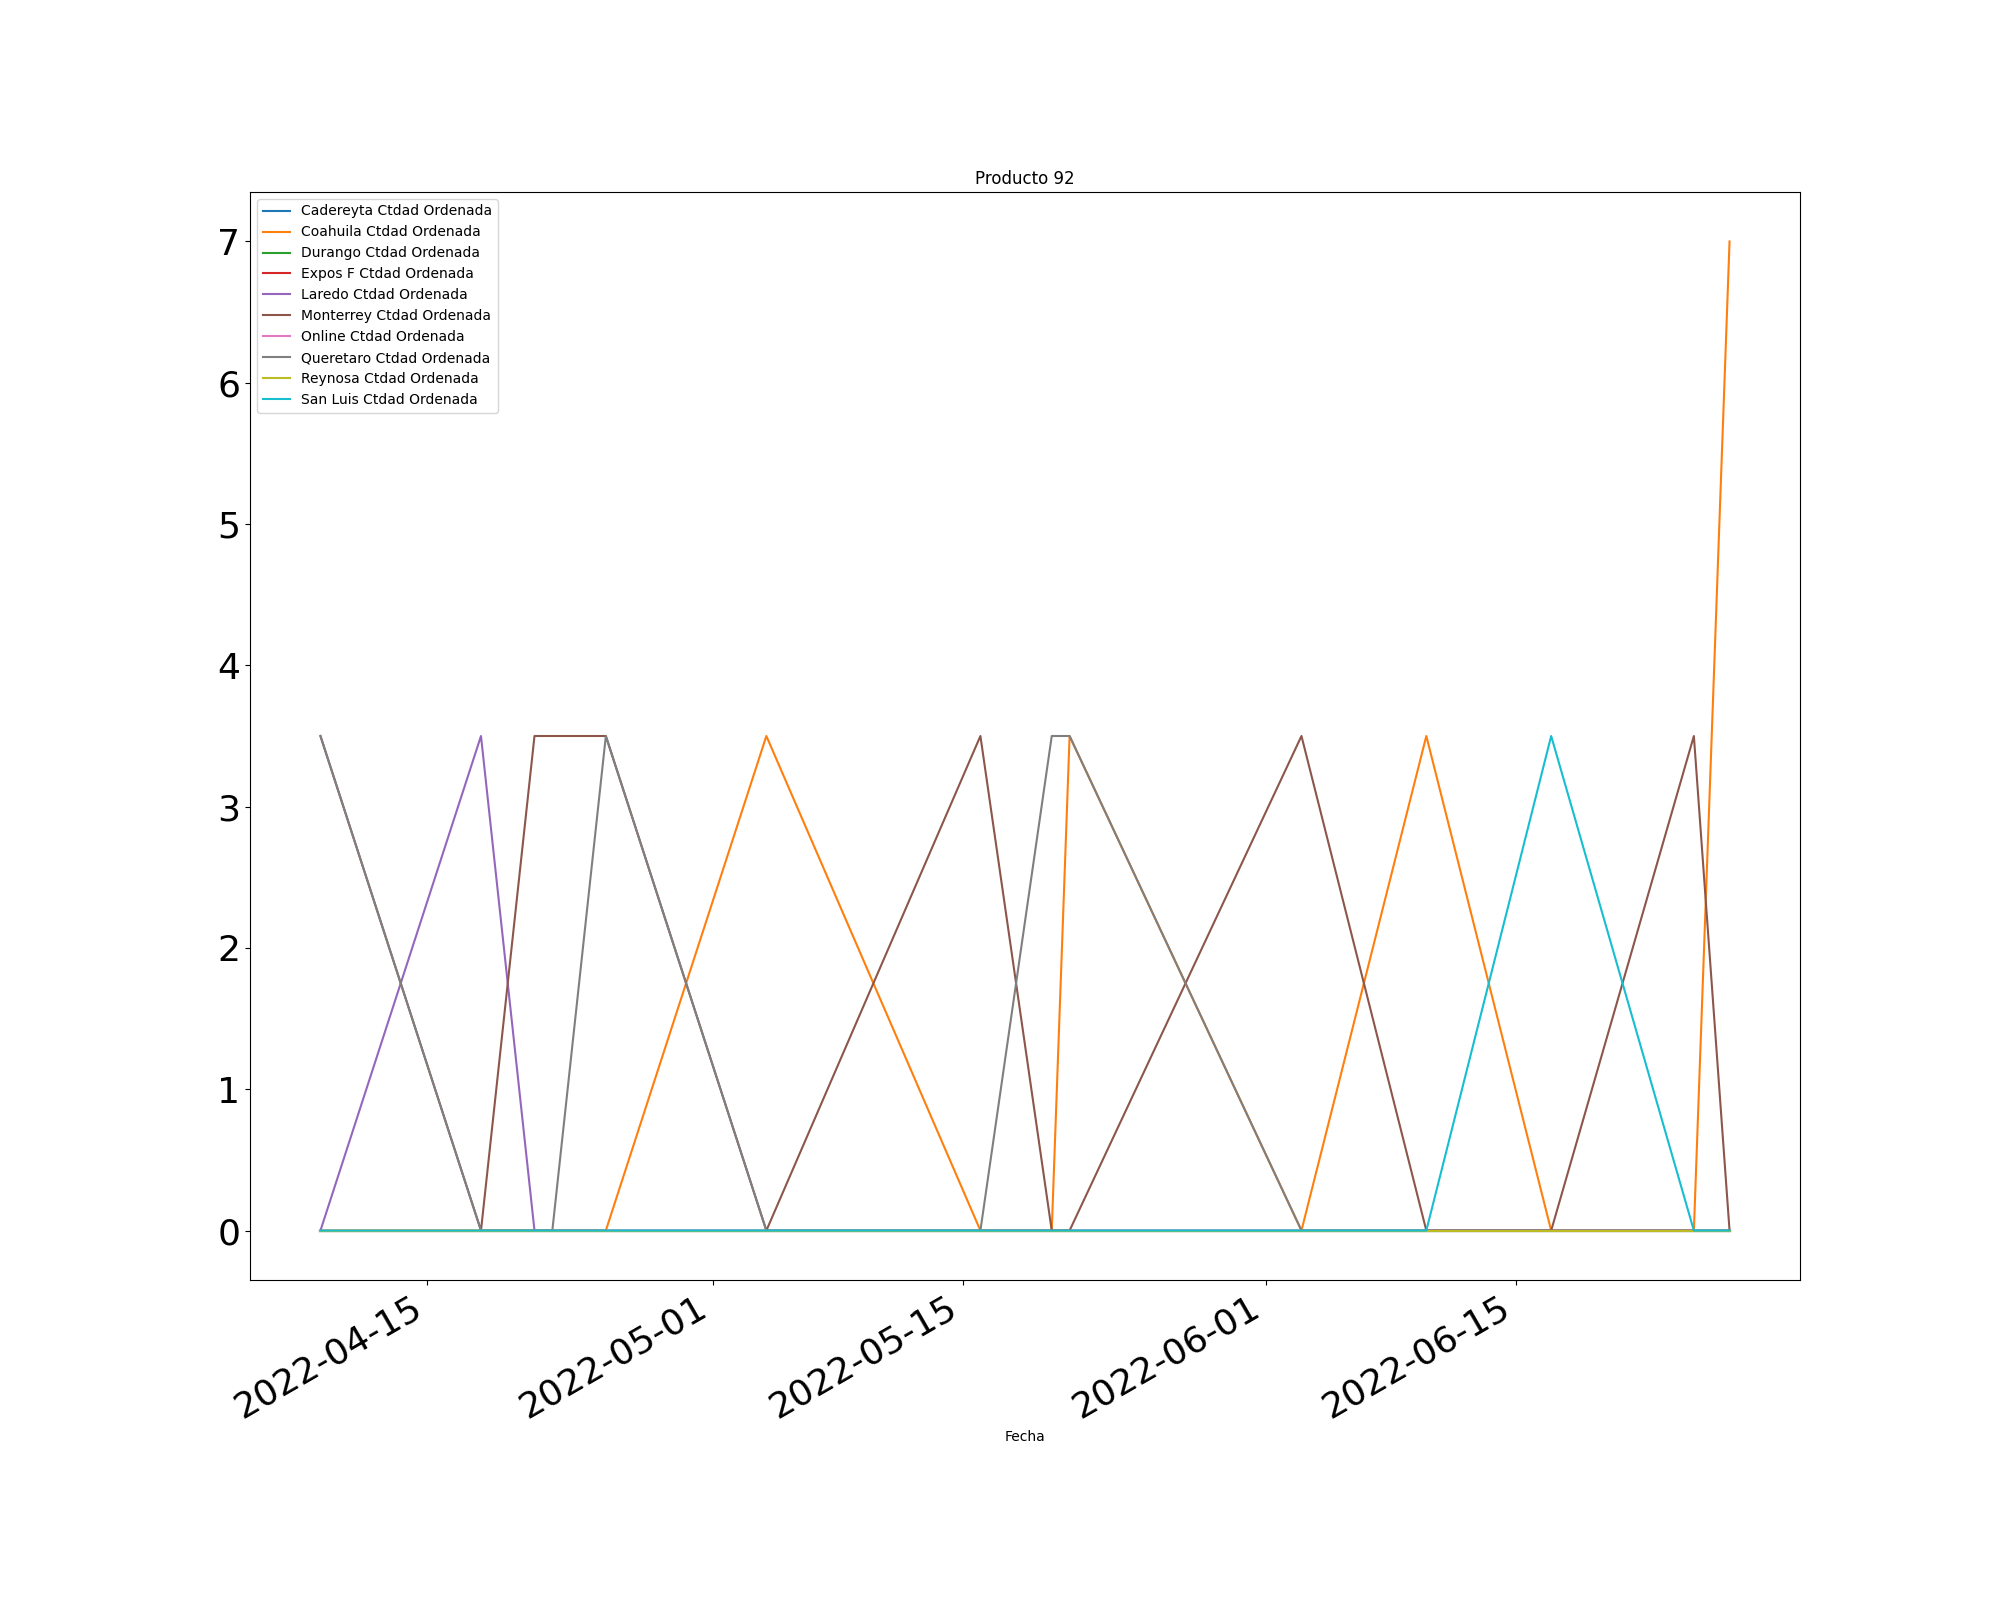 Producto 92
Cadereyta Ctdad Ordenada
Coahuila Ctdad Ordenada
Durango Ctdad Ordenada
Expos F Ctdad Ordenada
Laredo Ctdad Ordenada
Monterrey Ctdad Ordenada
Online Ctdad Ordenada
Queretaro Ctdad Ordenada
Reynosa Ctdad Ordenada
San Luis Ctdad Ordenada
7
6
5
4
3
2
1
0
2022-04-15
2022-05-01
2022-05-15
2022-06-01
2022-06-15
Fecha